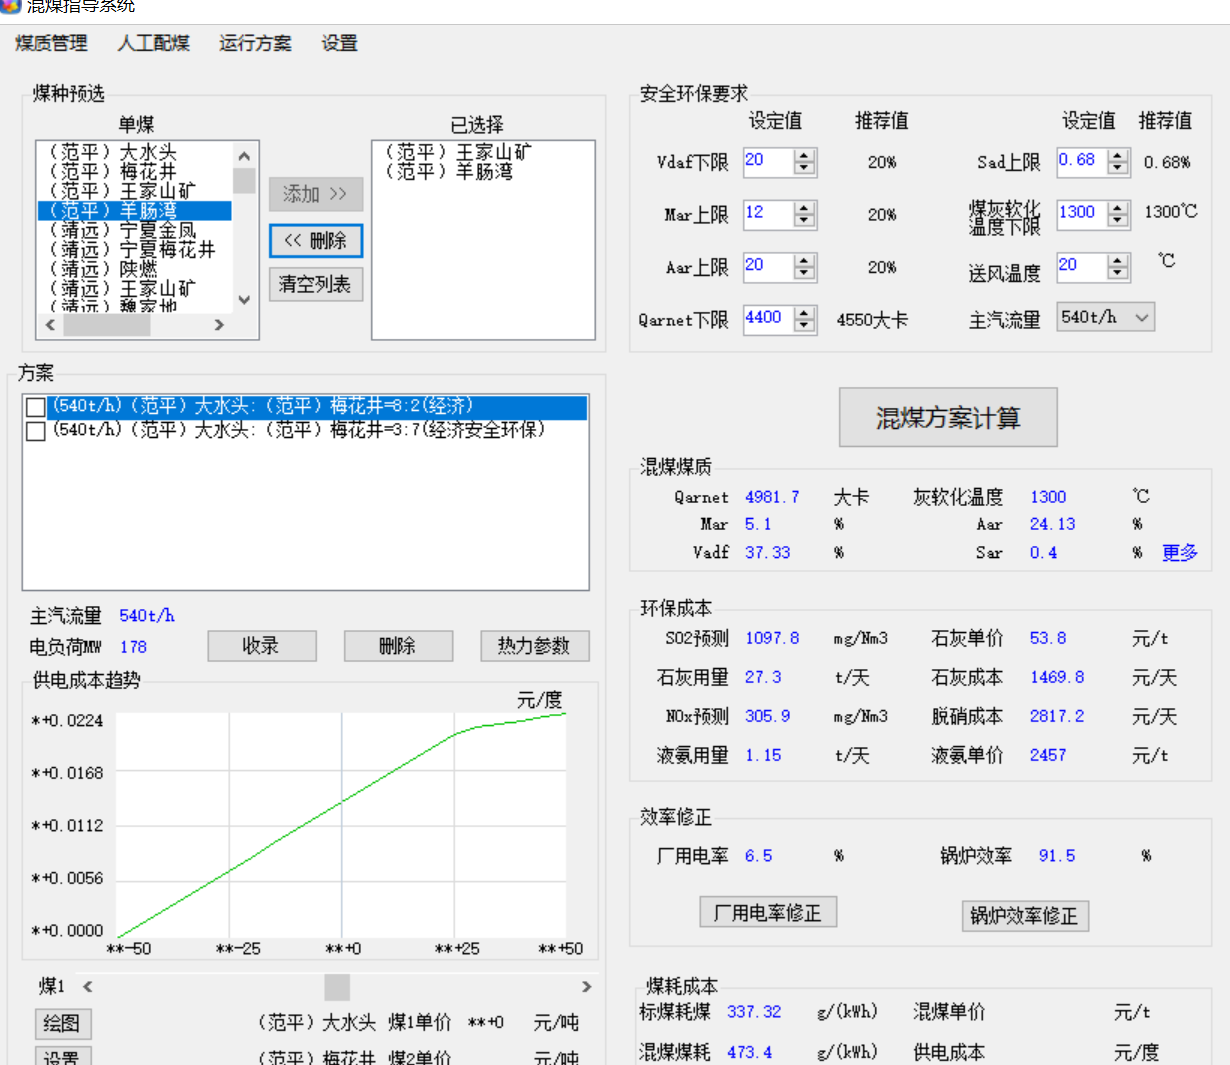 混煤指导系统
煤质管理 人工配煤 运行方案 设置
煤种预选
单煤 已选择
（范平）大水头
（范平）梅花井
（范平）王家山矿
（范平）羊肠湾
（靖远）宁夏金凤
（靖远）宁夏梅花井
（靖远）陕燃
（靖远）王家山矿
（靖远）魏家地
添加 >>
<< 删除
清空列表
（范平）王家山矿
（范平）羊肠湾
安全环保要求
设定值 推荐值 设定值 推荐值
Vdaf下限 20 20% Sad上限 0.68 0.68%
Mar上限 12 20% 煤灰软化温度下限 1300 1300℃
Aar上限 20 20% 送风温度 20 ℃
Qarnet下限 4400 4550大卡 主汽流量 540t/h
方案
(540t/h)（范平）大水头:（范平）梅花井=8:2(经济)
(540t/h)（范平）大水头:（范平）梅花井=3:7(经济安全环保)
主汽流量 540t/h
电负荷MW 178 收录 删除 热力参数
混煤方案计算
混煤煤质
Qarnet 4981.7 大卡 灰软化温度 1300 ℃
Mar 5.1 % Aar 24.13 %
Vadf 37.33 % Sar 0.4 % 更多
环保成本
SO2预测 1097.8 mg/Nm3 石灰单价 53.8 元/t
石灰用量 27.3 t/天 石灰成本 1469.8 元/天
NOx预测 305.9 mg/Nm3 脱硝成本 2817.2 元/天
液氨用量 1.15 t/天 液氨单价 2457 元/t
供电成本趋势
元/度
**+0.0224
**+0.0168
**+0.0112
**+0.0056
**+0.0000
**-50 **-25 **+0 **+25 **+50
煤1
绘图 （范平）大水头 煤1单价 **+0 元/吨
设置 （范平）梅花井 煤2单价 元/吨
效率修正
厂用电率 6.5 % 锅炉效率 91.5 %
厂用电率修正 锅炉效率修正
煤耗成本
标煤耗煤 337.32 g/(kWh) 混煤单价 元/t
混煤煤耗 473.4 g/(kWh) 供电成本 元/度